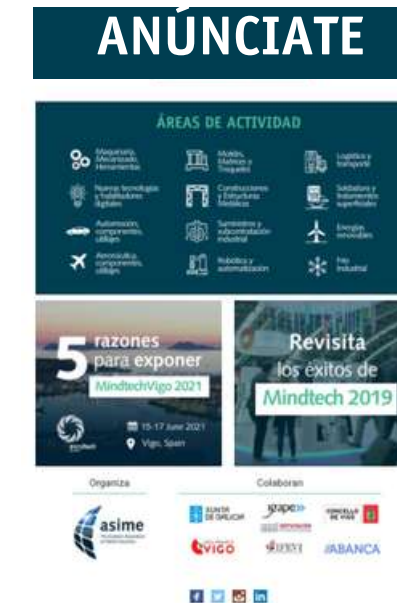 ANÚNCIATE
ÁREAS DE ACTIVIDAD
Maquinaria,
Mecanizado,
Herramientas
Moldes,
Matrices y
Troqueles
Logística y
transporte
Nuevas tecnologías
y habilitadores
digitales
Construcciones
y Estructuras
Metálicas
Soldadura y
tratamientos
superficiales
Automoción,
componentes,
utillajes
Suministros y
subcontratación
industrial
Energías
renovables
Aeronáutica,
componentes,
utillajes
Robótica y
automatización
Frío
Industrial
5 razones
para exponer
MindtechVigo 2021
mindtech
15-17 June 2021
Vigo, Spain
Revisita
los éxitos de
Mindtech 2019
Organiza
asime
Colaboran
XUNTA
DE GALICIA
igape
CONCELLO
DE VIGO
VIGO
IFEVI
ABANCA